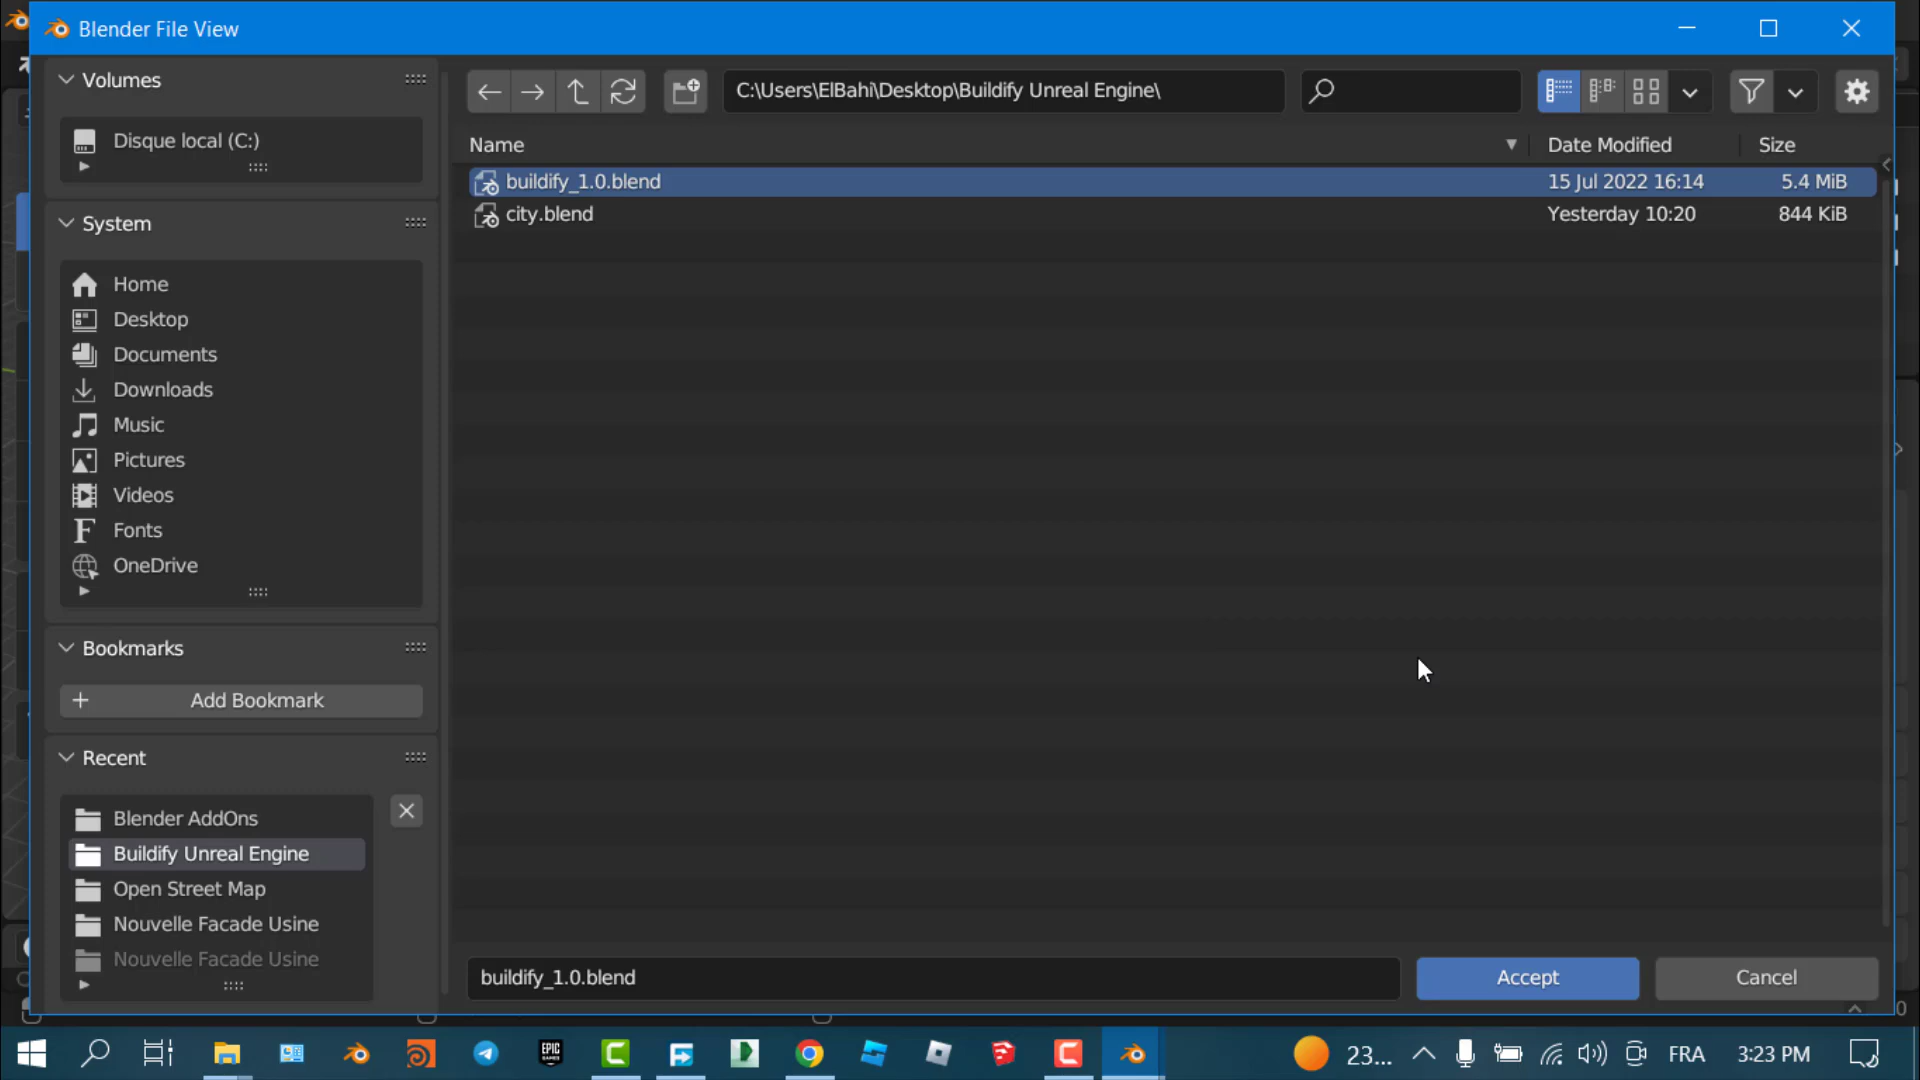 Blender File View
Volumes
Disque local (C:)
System
Home
Desktop
Documents
Downloads
Music
Pictures
Videos
Fonts
OneDrive
Bookmarks
Add Bookmark
Recent
Blender AddOns
Buildify Unreal Engine
Open Street Map
Nouvelle Facade Usine
Nouvelle Facade Usine
C:\Users\ElBahi\Desktop\Buildify Unreal Engine\
Name Date Modified Size
buildify_1.0.blend 15 Jul 2022 16:14 5.4 MiB
city.blend Yesterday 10:20 844 KiB
buildify_1.0.blend Accept Cancel
EPIC GAMES 23... FRA 3:23 PM